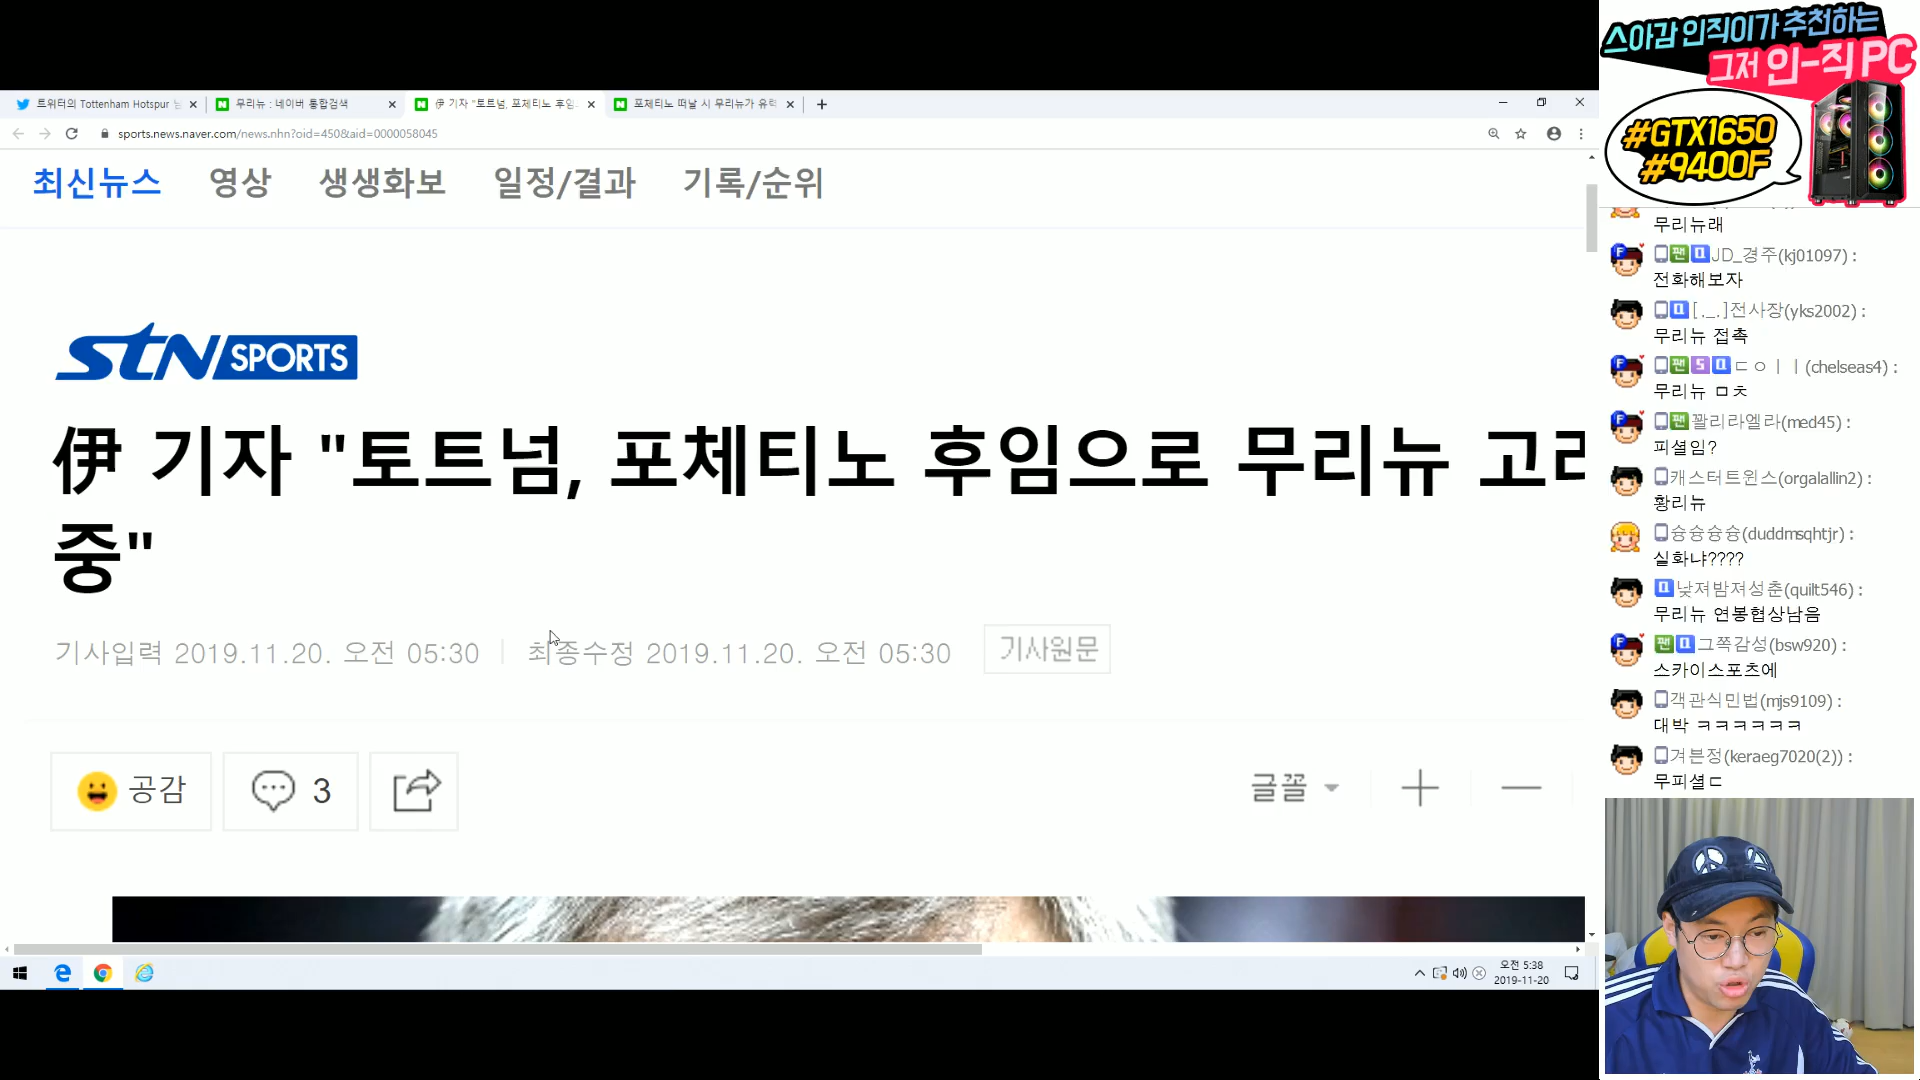 트위터의 Tottenham Hotspur
무리뉴 : 네이버 통합검색
伊 기자 "토트넘, 포체티노 후임
포체티노 떠날 시 무리뉴가 유력
sports.news.naver.com/news.nhn?oid=450&aid=0000058045
최신뉴스 영상 생생화보 일정/결과 기록/순위
STN SPORTS
伊 기자 "토트넘, 포체티노 후임으로 무리뉴 고려
중"
기사입력 2019.11.20. 오전 05:30 최종수정 2019.11.20. 오전 05:30 기사원문
공감 3 글꼴
오전 5:38
2019-11-20
스아감 인직이가 추천하는
그저 인-직 PC
#GTX1650
#9400F
무리뉴래
팬 JD_경주(kj01097) :
전화해보자
[._.]전사장(yks2002) :
무리뉴 접촉
팬 S ㄷㅇㅣㅣ(chelseas4) :
무리뉴 ㅁㅊ
팬 꽐리라엘라(med45) :
피셜임?
캐스터트윈스(orgalallin2) :
황리뉴
슝슝슝슝(duddmsqhtjr) :
실화냐????
낮져밤져성춘(quilt546) :
무리뉴 연봉협상남음
팬 그쪽감성(bsw920) :
스카이스포츠에
객관식민법(mjs9109) :
대박 ㅋㅋㅋㅋㅋㅋ
겨븐정(keraeg7020(2)) :
무피셜ㄷ